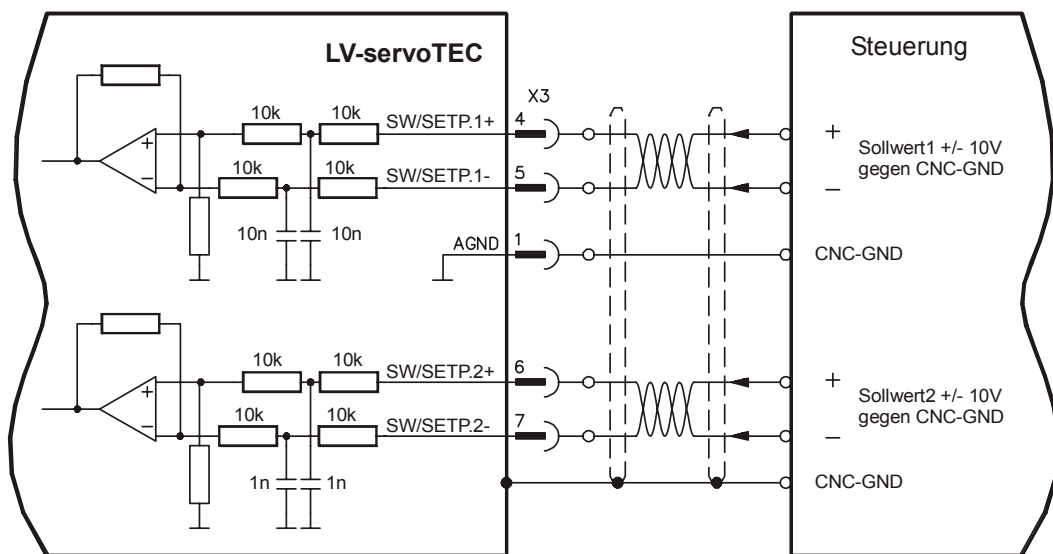 LV-servoTEC
Steuerung
X3
10k
10k
SW/SETP.1+
4
+
+
Sollwert1 +/- 10V
gegen CNC-GND
−
10k
10k
SW/SETP.1-
5
−
10n
10n
AGND
1
CNC-GND
10k
10k
SW/SETP.2+
6
+
+
Sollwert2 +/- 10V
gegen CNC-GND
−
10k
10k
SW/SETP.2-
7
−
1n
1n
CNC-GND